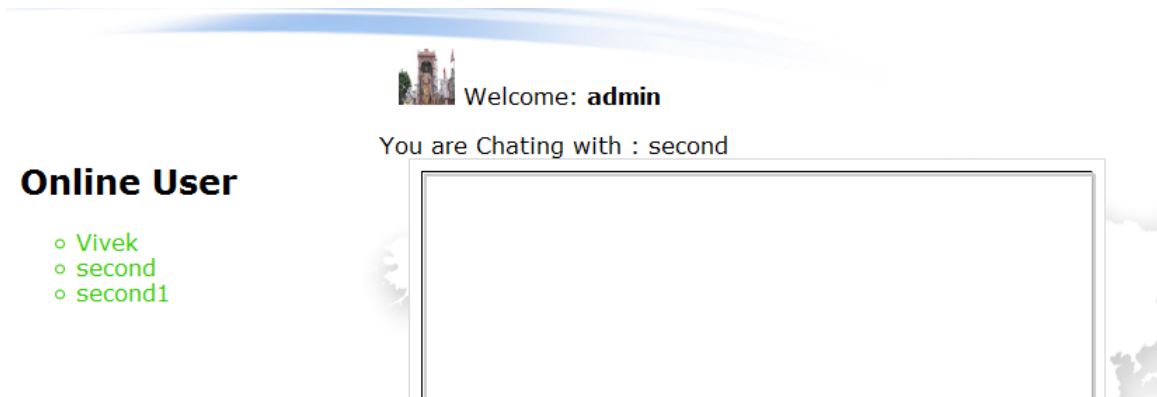 Welcome: admin
You are Chating with : second
Online User
Vivek
second
second1